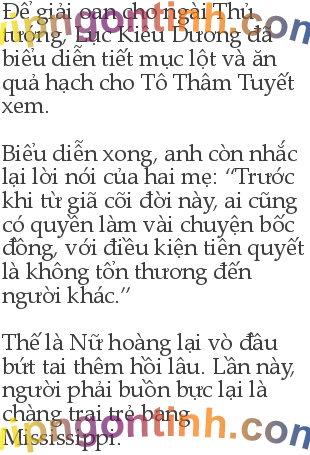 Để giải oan cho ngài Thủ
tướng, Lục Kiều Dương đã
biểu diễn tiết mục lột và ăn
quả hạch cho Tô Thâm Tuyết
xem.
Biểu diễn xong, anh còn nhắc
lại lời nói của hai mẹ: “Trước
khi từ giã cõi đời này, ai cũng
có quyền làm vài chuyện bốc
đồng, với điều kiện tiên quyết
là không tổn thương đến
người khác.”
Thế là Nữ hoàng lại vò đầu
bứt tai thêm hồi lâu. Lần này,
người phải buồn bực lại là
chàng trai trẻ bang
Mississippi.
vipngontinh.com
vipngontinh.com